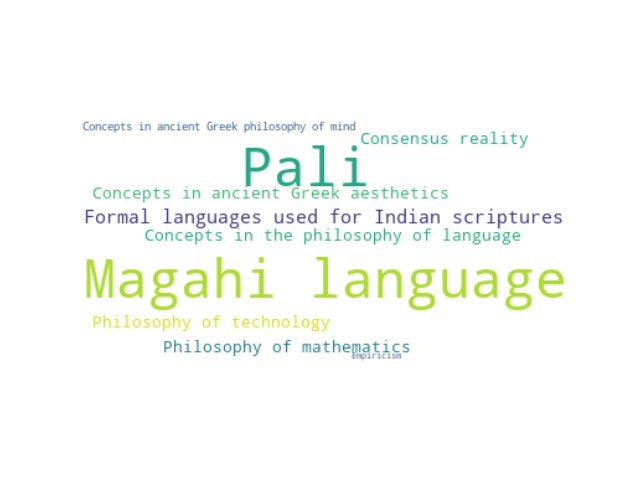 Concepts in ancient Greek philosophy of mind
Consensus reality
Pali
Concepts in ancient Greek aesthetics
Formal languages used for Indian scriptures
Concepts in the philosophy of language
Magahi language
Philosophy of technology
Philosophy of mathematics
Empiricism